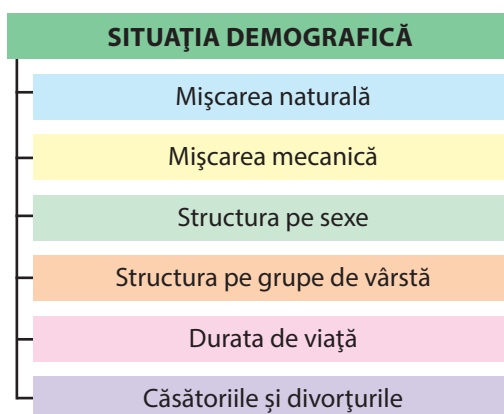 SITUAŢIA DEMOGRAFICĂ
Mişcarea naturală
Mişcarea mecanică
Structura pe sexe
Structura pe grupe de vârstă
Durata de viaţă
Căsătoriile și divorţurile